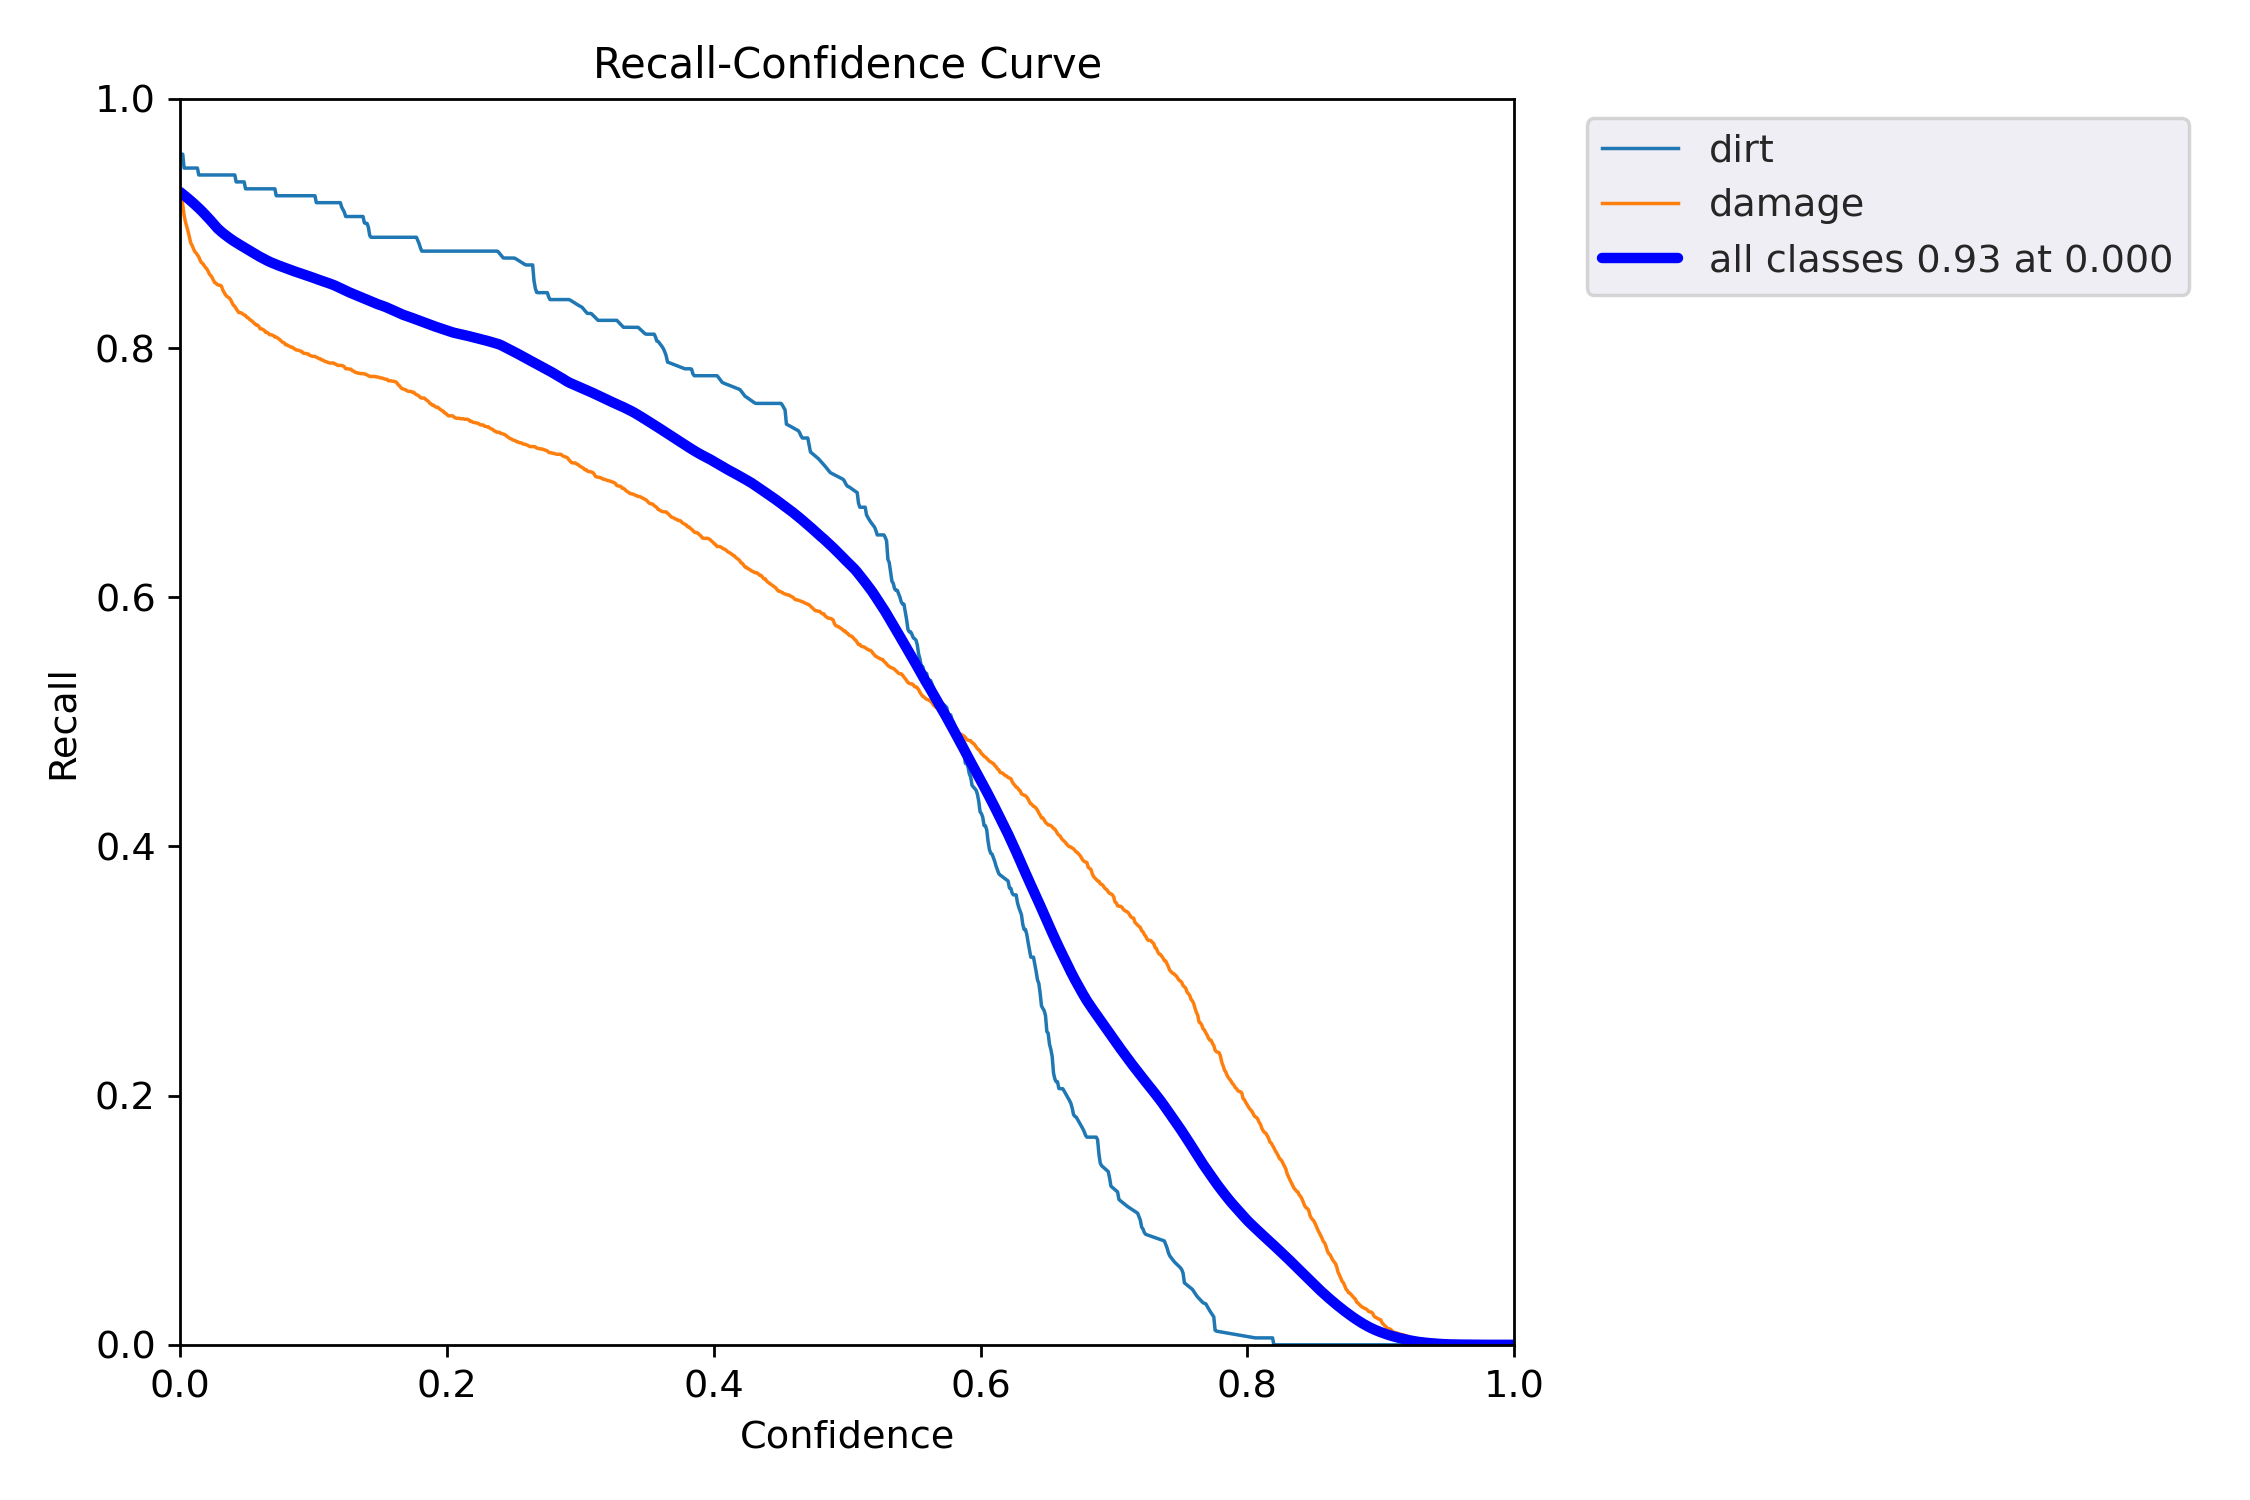 Recall-Confidence Curve
1.0
0.8
0.6
0.4
0.2
0.0
Recall
0.0 0.2 0.4 0.6 0.8 1.0
Confidence
dirt
damage
all classes 0.93 at 0.000